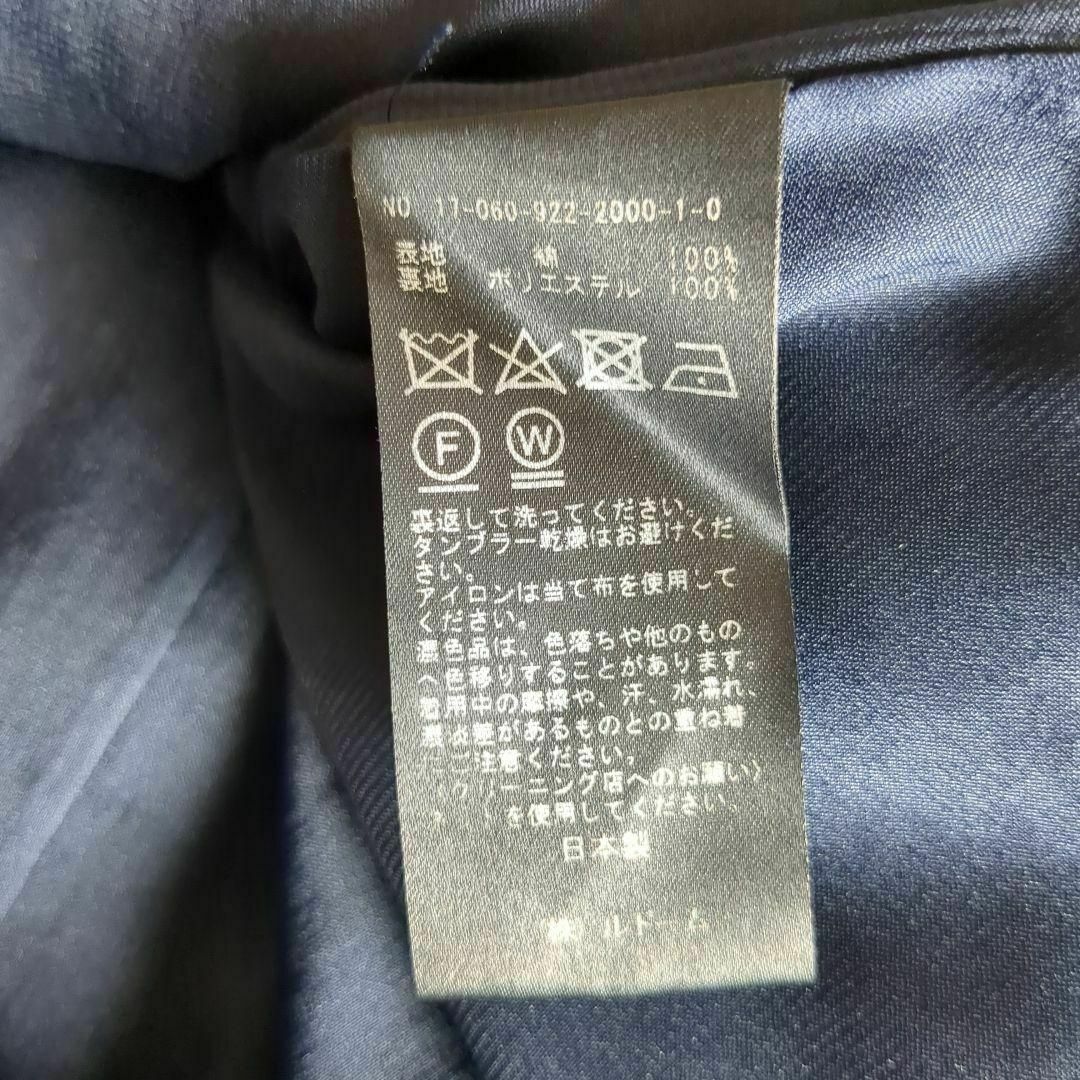 NO 11-060-922-2000-1-0
表地 綿 100%
裏地 ポリエステル 100%
F W
裏返して洗ってください。
タンブラー乾燥はお避けくだ
さい。
アイロンは当て布を使用して
ください。
濃色品は、色落ちや他のもの
へ色移りすることがあります。
着用中の摩擦や、汗、水濡れ、
濃淡差があるものとの重ね着
にご注意ください。
ーニング店へのお願い〉
を使用してください。
日本製
ルドーム